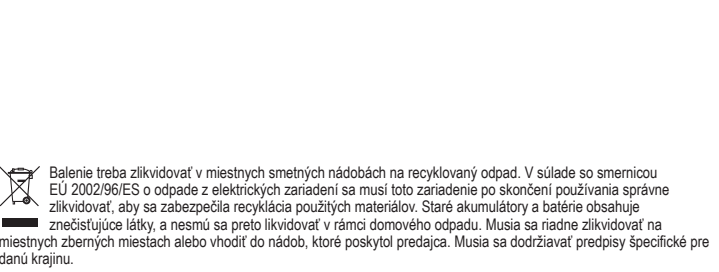 Balenie treba zlikvidovať v miestnych smetných nádobách na recyklovaný odpad. V súlade so smernicou
EÚ 2002/96/ES o odpade z elektrických zariadení sa musí toto zariadenie po skončení používania správne
zlikvidovať, aby sa zabezpečila recyklácia použitých materiálov. Staré akumulátory a batérie obsahuje
znečisťujúce látky, a nesmú sa preto likvidovať v rámci domového odpadu. Musia sa riadne zlikvidovať na
miestnych zberných miestach alebo vhodiť do nádob, ktoré poskytol predajca. Musia sa dodržiavať predpisy špecifické pre
danú krajinu.